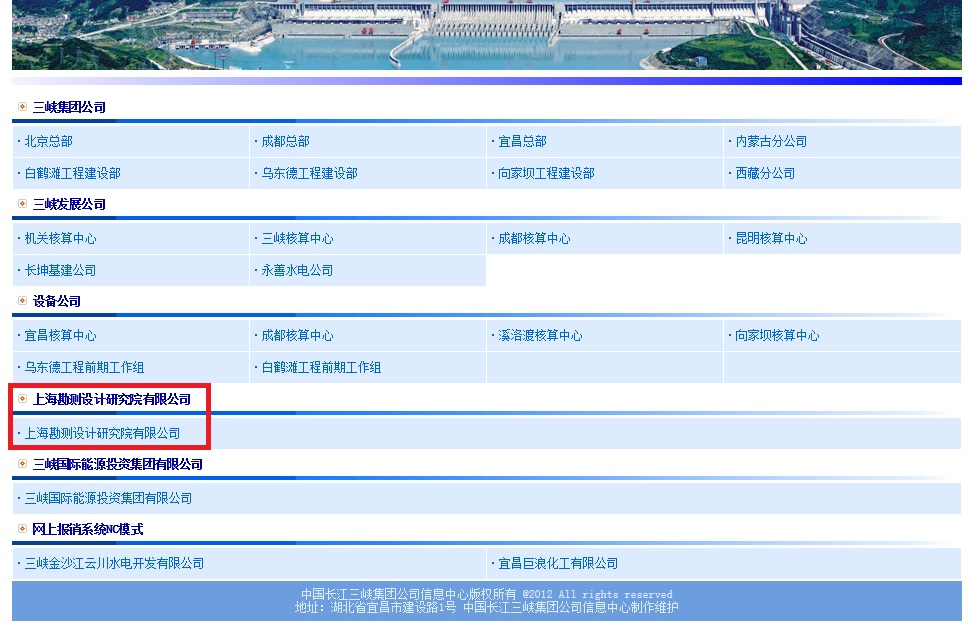 三峡集团公司
·北京总部 ·成都总部 ·宜昌总部 ·内蒙古分公司
·白鹤滩工程建设部 ·乌东德工程建设部 ·向家坝工程建设部 ·西藏分公司
三峡发展公司
·机关核算中心 ·三峡核算中心 ·成都核算中心 ·昆明核算中心
·长坤基建公司 ·永善水电公司
设备公司
·宜昌核算中心 ·成都核算中心 ·溪洛渡核算中心 ·向家坝核算中心
·乌东德工程前期工作组 ·白鹤滩工程前期工作组
上海勘测设计研究院有限公司
·上海勘测设计研究院有限公司
三峡国际能源投资集团有限公司
·三峡国际能源投资集团有限公司
网上报销系统NC模式
·三峡金沙江云川水电开发有限公司 ·宜昌巨浪化工有限公司
中国长江三峡集团公司信息中心版权所有 @2012 All rights reserved
地址：湖北省宜昌市建设路1号 中国长江三峡集团公司信息中心制作维护